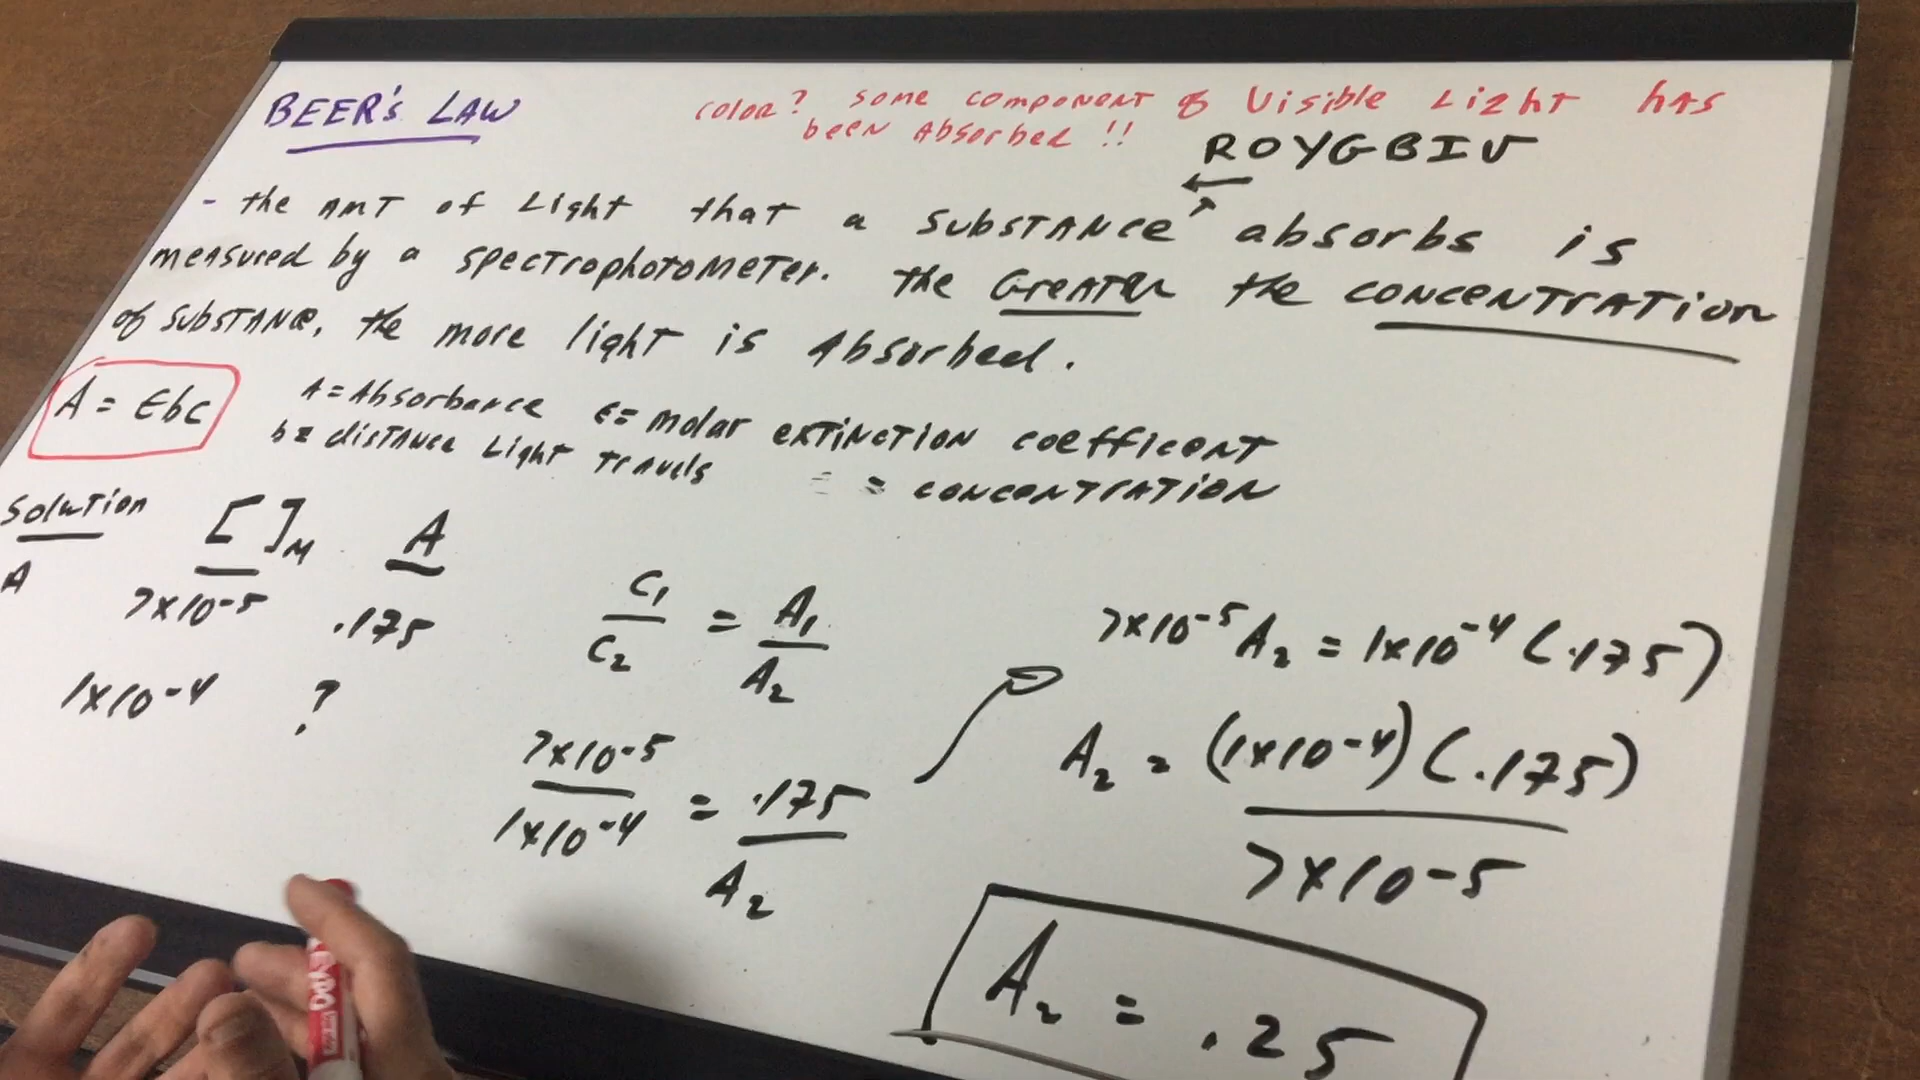 BEER'S LAW
color? some component of Visible Light has
been Absorbed !!
ROYGBIV
- the AMT of Light that a substance absorbs is
measured by a spectrophotometer. the Greater the concentration
of substance, the more light is Absorbed.
A = Єbc
A = Absorbance є = molar extinction coefficent
b = distance Light travels = concentration
Solution [ ]M A
A 7x10-5 .175
1x10-4 ?
C1/C2 = A1/A2
7x10-5/1x10-4 = .175/A2
7x10-5 A2 = 1x10-4 (.175)
A2 = (1x10-4)(.175)
7x10-5
A2 = .25